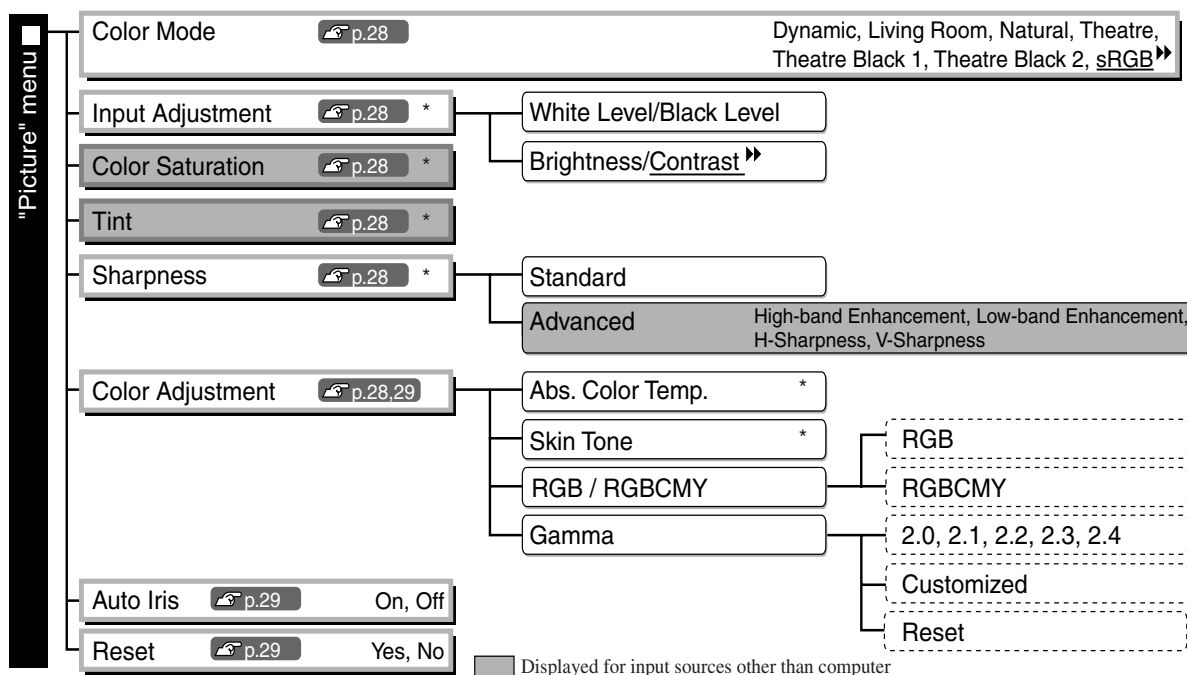 "Picture" menu
Color Mode p.28 Dynamic, Living Room, Natural, Theatre,
Theatre Black 1, Theatre Black 2, sRGB
Input Adjustment p.28 *
White Level/Black Level
Brightness/Contrast
Color Saturation p.28 *
Tint p.28 *
Sharpness p.28 *
Standard
Advanced High-band Enhancement, Low-band Enhancement,
H-Sharpness, V-Sharpness
Color Adjustment p.28,29
Abs. Color Temp. *
Skin Tone *
RGB / RGBCMY
RGB
RGBCMY
Gamma
2.0, 2.1, 2.2, 2.3, 2.4
Customized
Reset
Auto Iris p.29 On, Off
Reset p.29 Yes, No
Displayed for input sources other than computer